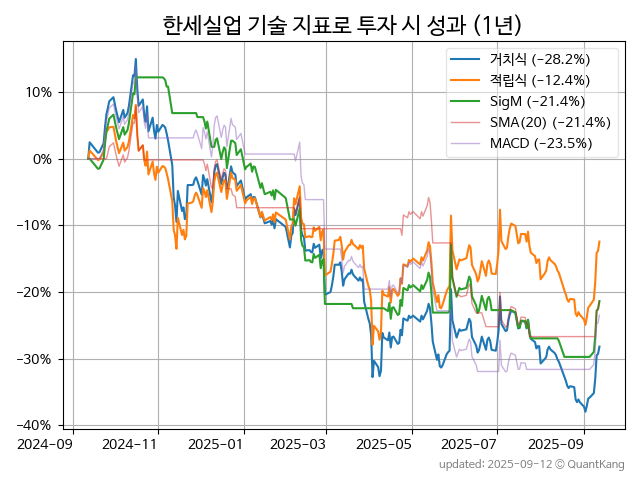 한세실업 기술 지표로 투자 시 성과 (1년)
거치식 (−28.2%)
적립식 (−12.4%)
SigM (−21.4%)
SMA(20) (−21.4%)
MACD (−23.5%)
10%
0%
−10%
−20%
−30%
−40%
2024-09
2024-11
2025-01
2025-03
2025-05
2025-07
2025-09
updated: 2025-09-12 © QuantKang